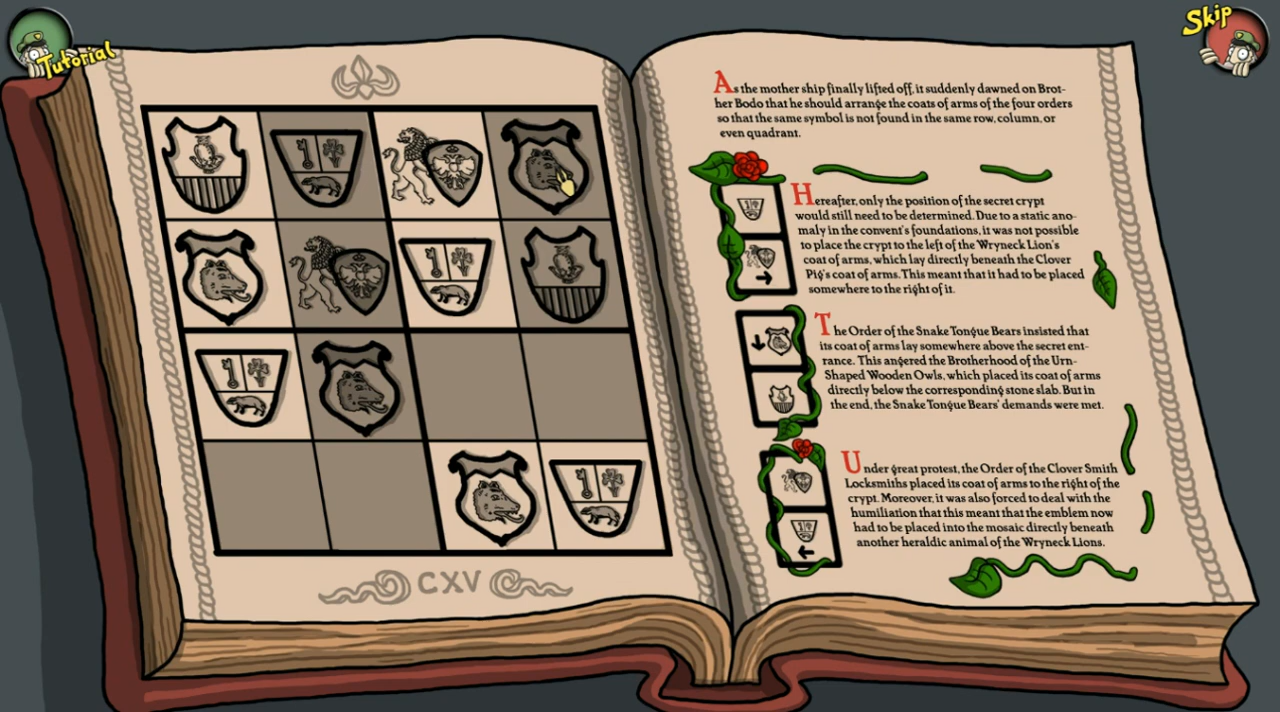 Tutorial
Skip
CXV
As the mother ship finally lifted off, it suddenly dawned on Brot-
her Bodo that he should arrange the coats of arms of the four orders
so that the same symbol is not found in the same row, column, or
even quadrant.
Hereafter, only the position of the secret crypt
would still need to be determined. Due to a static ano-
maly in the convent's foundations, it was not possible
to place the crypt to the left of the Wryneck Lion's
coat of arms, which lay directly beneath the Clover
Pig's coat of arms. This meant that it had to be placed
somewhere to the right of it.
The Order of the Snake Tongue Bears insisted that
its coat of arms lay somewhere above the secret ent-
rance. This angered the Brotherhood of the Urn-
Shaped Wooden Owls, which placed its coat of arms
directly below the corresponding stone slab. But in
the end, the Snake Tongue Bears' demands were met.
Under great protest, the Order of the Clover Smith
Locksmiths placed its coat of arms to the right of the
crypt. Moreover, it was also forced to deal with the
humiliation that this meant that the emblem now
had to be placed into the mosaic directly beneath
another heraldic animal of the Wryneck Lions.